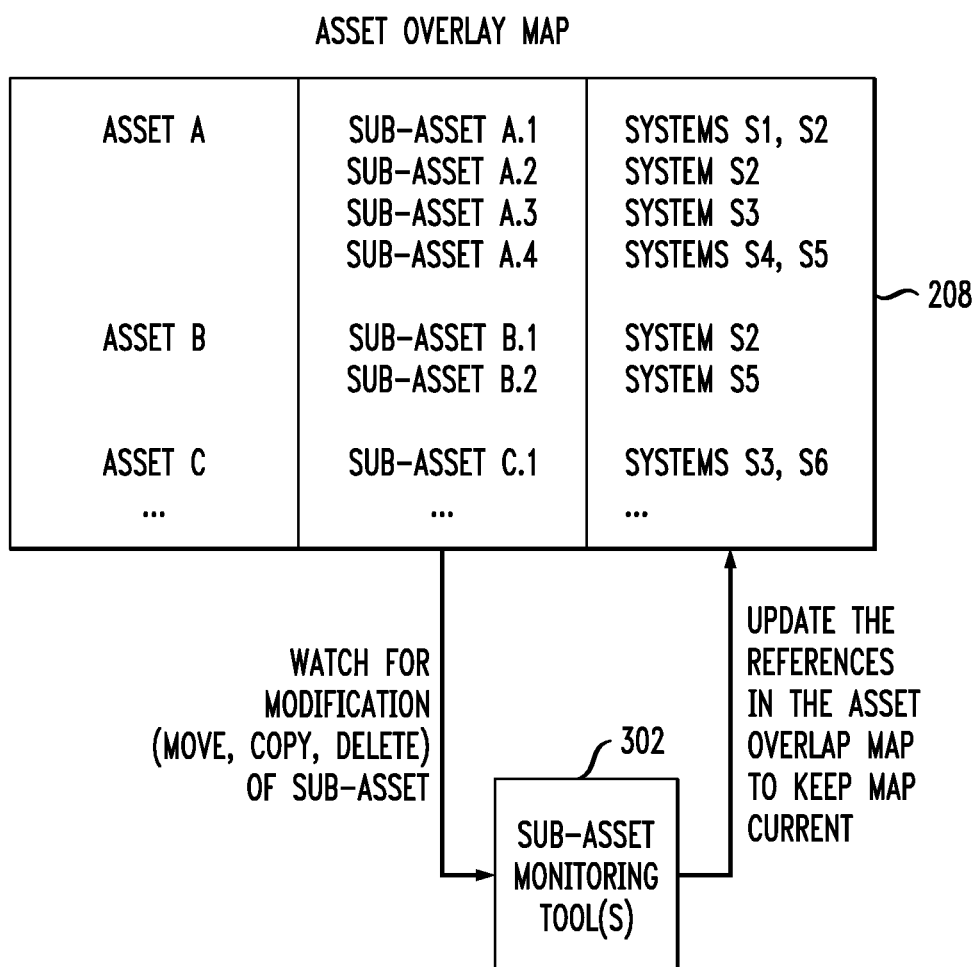 ASSET OVERLAY MAP
ASSET A SUB-ASSET A.1 SYSTEMS S1, S2
SUB-ASSET A.2 SYSTEM S2
SUB-ASSET A.3 SYSTEM S3
SUB-ASSET A.4 SYSTEMS S4, S5
208
ASSET B SUB-ASSET B.1 SYSTEM S2
SUB-ASSET B.2 SYSTEM S5
ASSET C SUB-ASSET C.1 SYSTEMS S3, S6
... ... ...
WATCH FOR
MODIFICATION
(MOVE, COPY, DELETE)
OF SUB-ASSET
UPDATE THE
REFERENCES
IN THE ASSET
OVERLAP MAP
TO KEEP MAP
CURRENT
302
SUB-ASSET
MONITORING
TOOL(S)